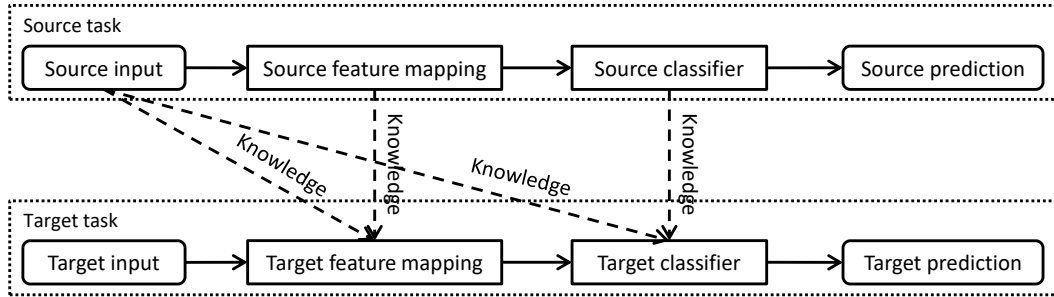 Source task
Source input
Source feature mapping
Source classifier
Source prediction
Knowledge
Knowledge
Knowledge
Knowledge
Target task
Target input
Target feature mapping
Target classifier
Target prediction